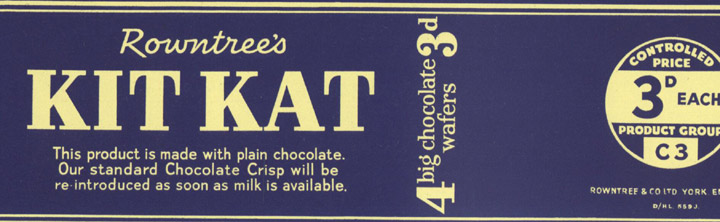 Rowntree's
KIT KAT
This product is made with plain chocolate.
Our standard Chocolate Crisp will be
re-introduced as soon as milk is available.
4 big chocolate wafers 3d
CONTROLLED
PRICE
3D EACH
PRODUCT GROUP
C3
ROWNTREE & CO LTD YORK